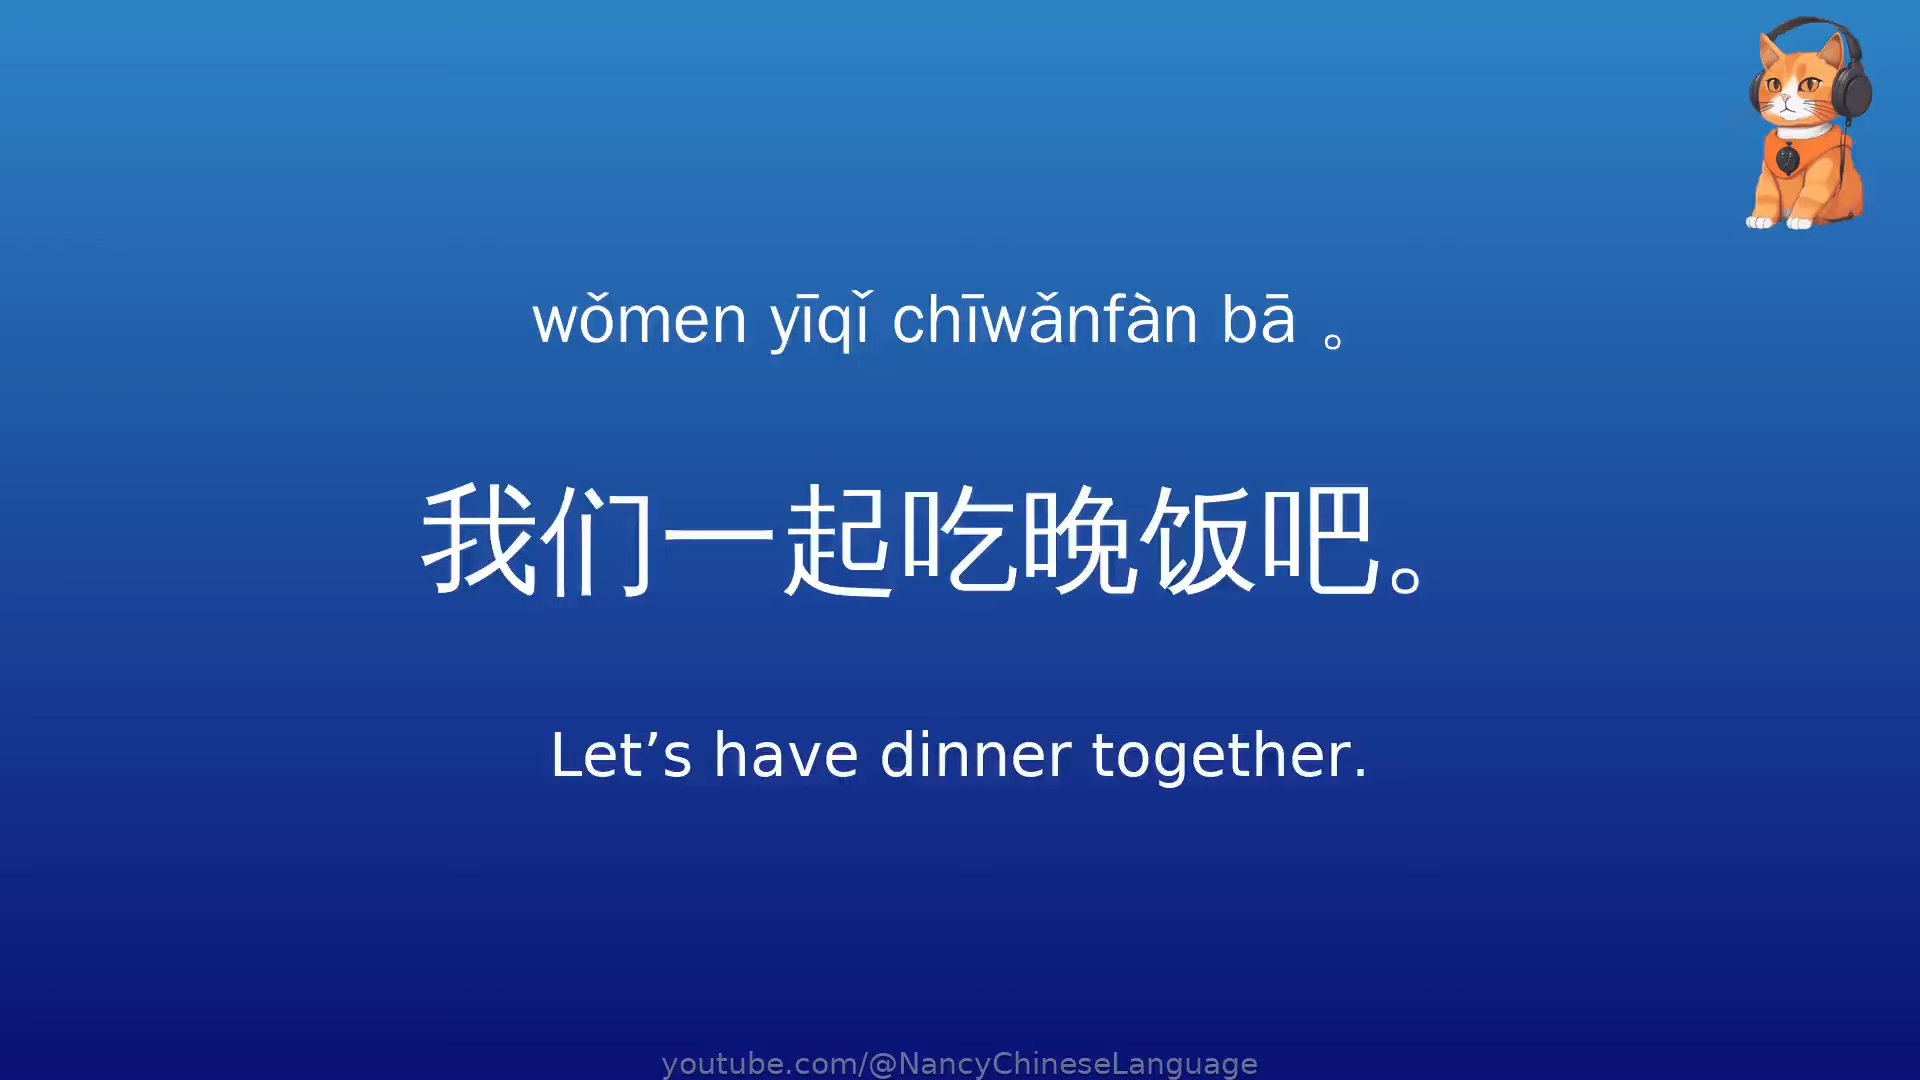 wǒmen yīqǐ chīwǎnfàn bā 。
我们一起吃晚饭吧。
Let’s have dinner together.
youtube.com/@NancyChineseLanguage